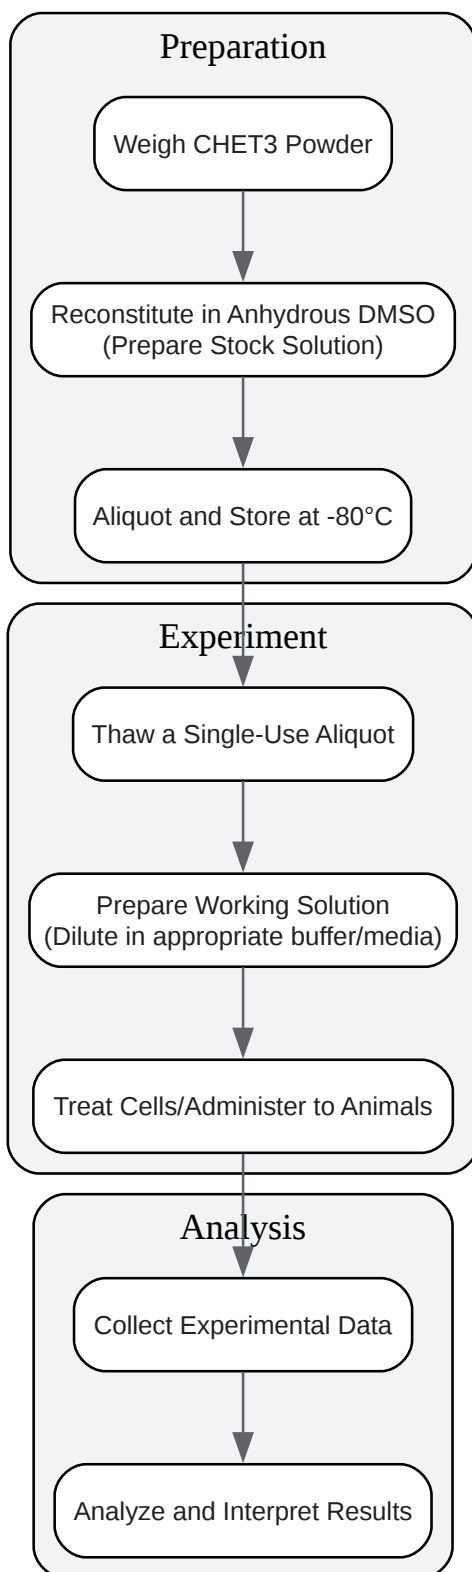 Preparation
Weigh CHET3 Powder
Reconstitute in Anhydrous DMSO
(Prepare Stock Solution)
Aliquot and Store at -80°C
Experiment
Thaw a Single-Use Aliquot
Prepare Working Solution
(Dilute in appropriate buffer/media)
Treat Cells/Administer to Animals
Analysis
Collect Experimental Data
Analyze and Interpret Results